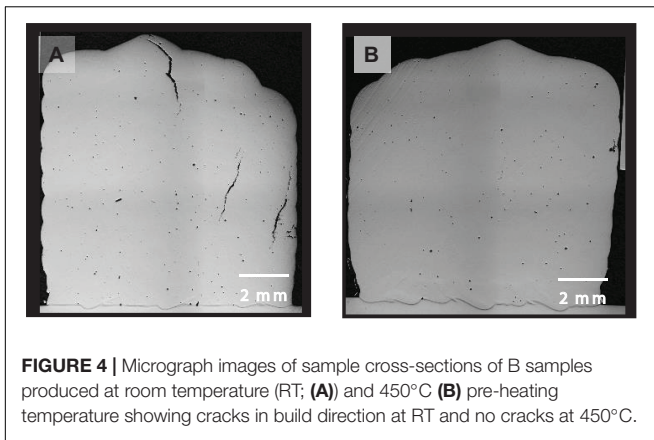 A
B
2 mm
2 mm
FIGURE 4 | Micrograph images of sample cross-sections of B samples
produced at room temperature (RT; (A)) and 450°C (B) pre-heating
temperature showing cracks in build direction at RT and no cracks at 450°C.